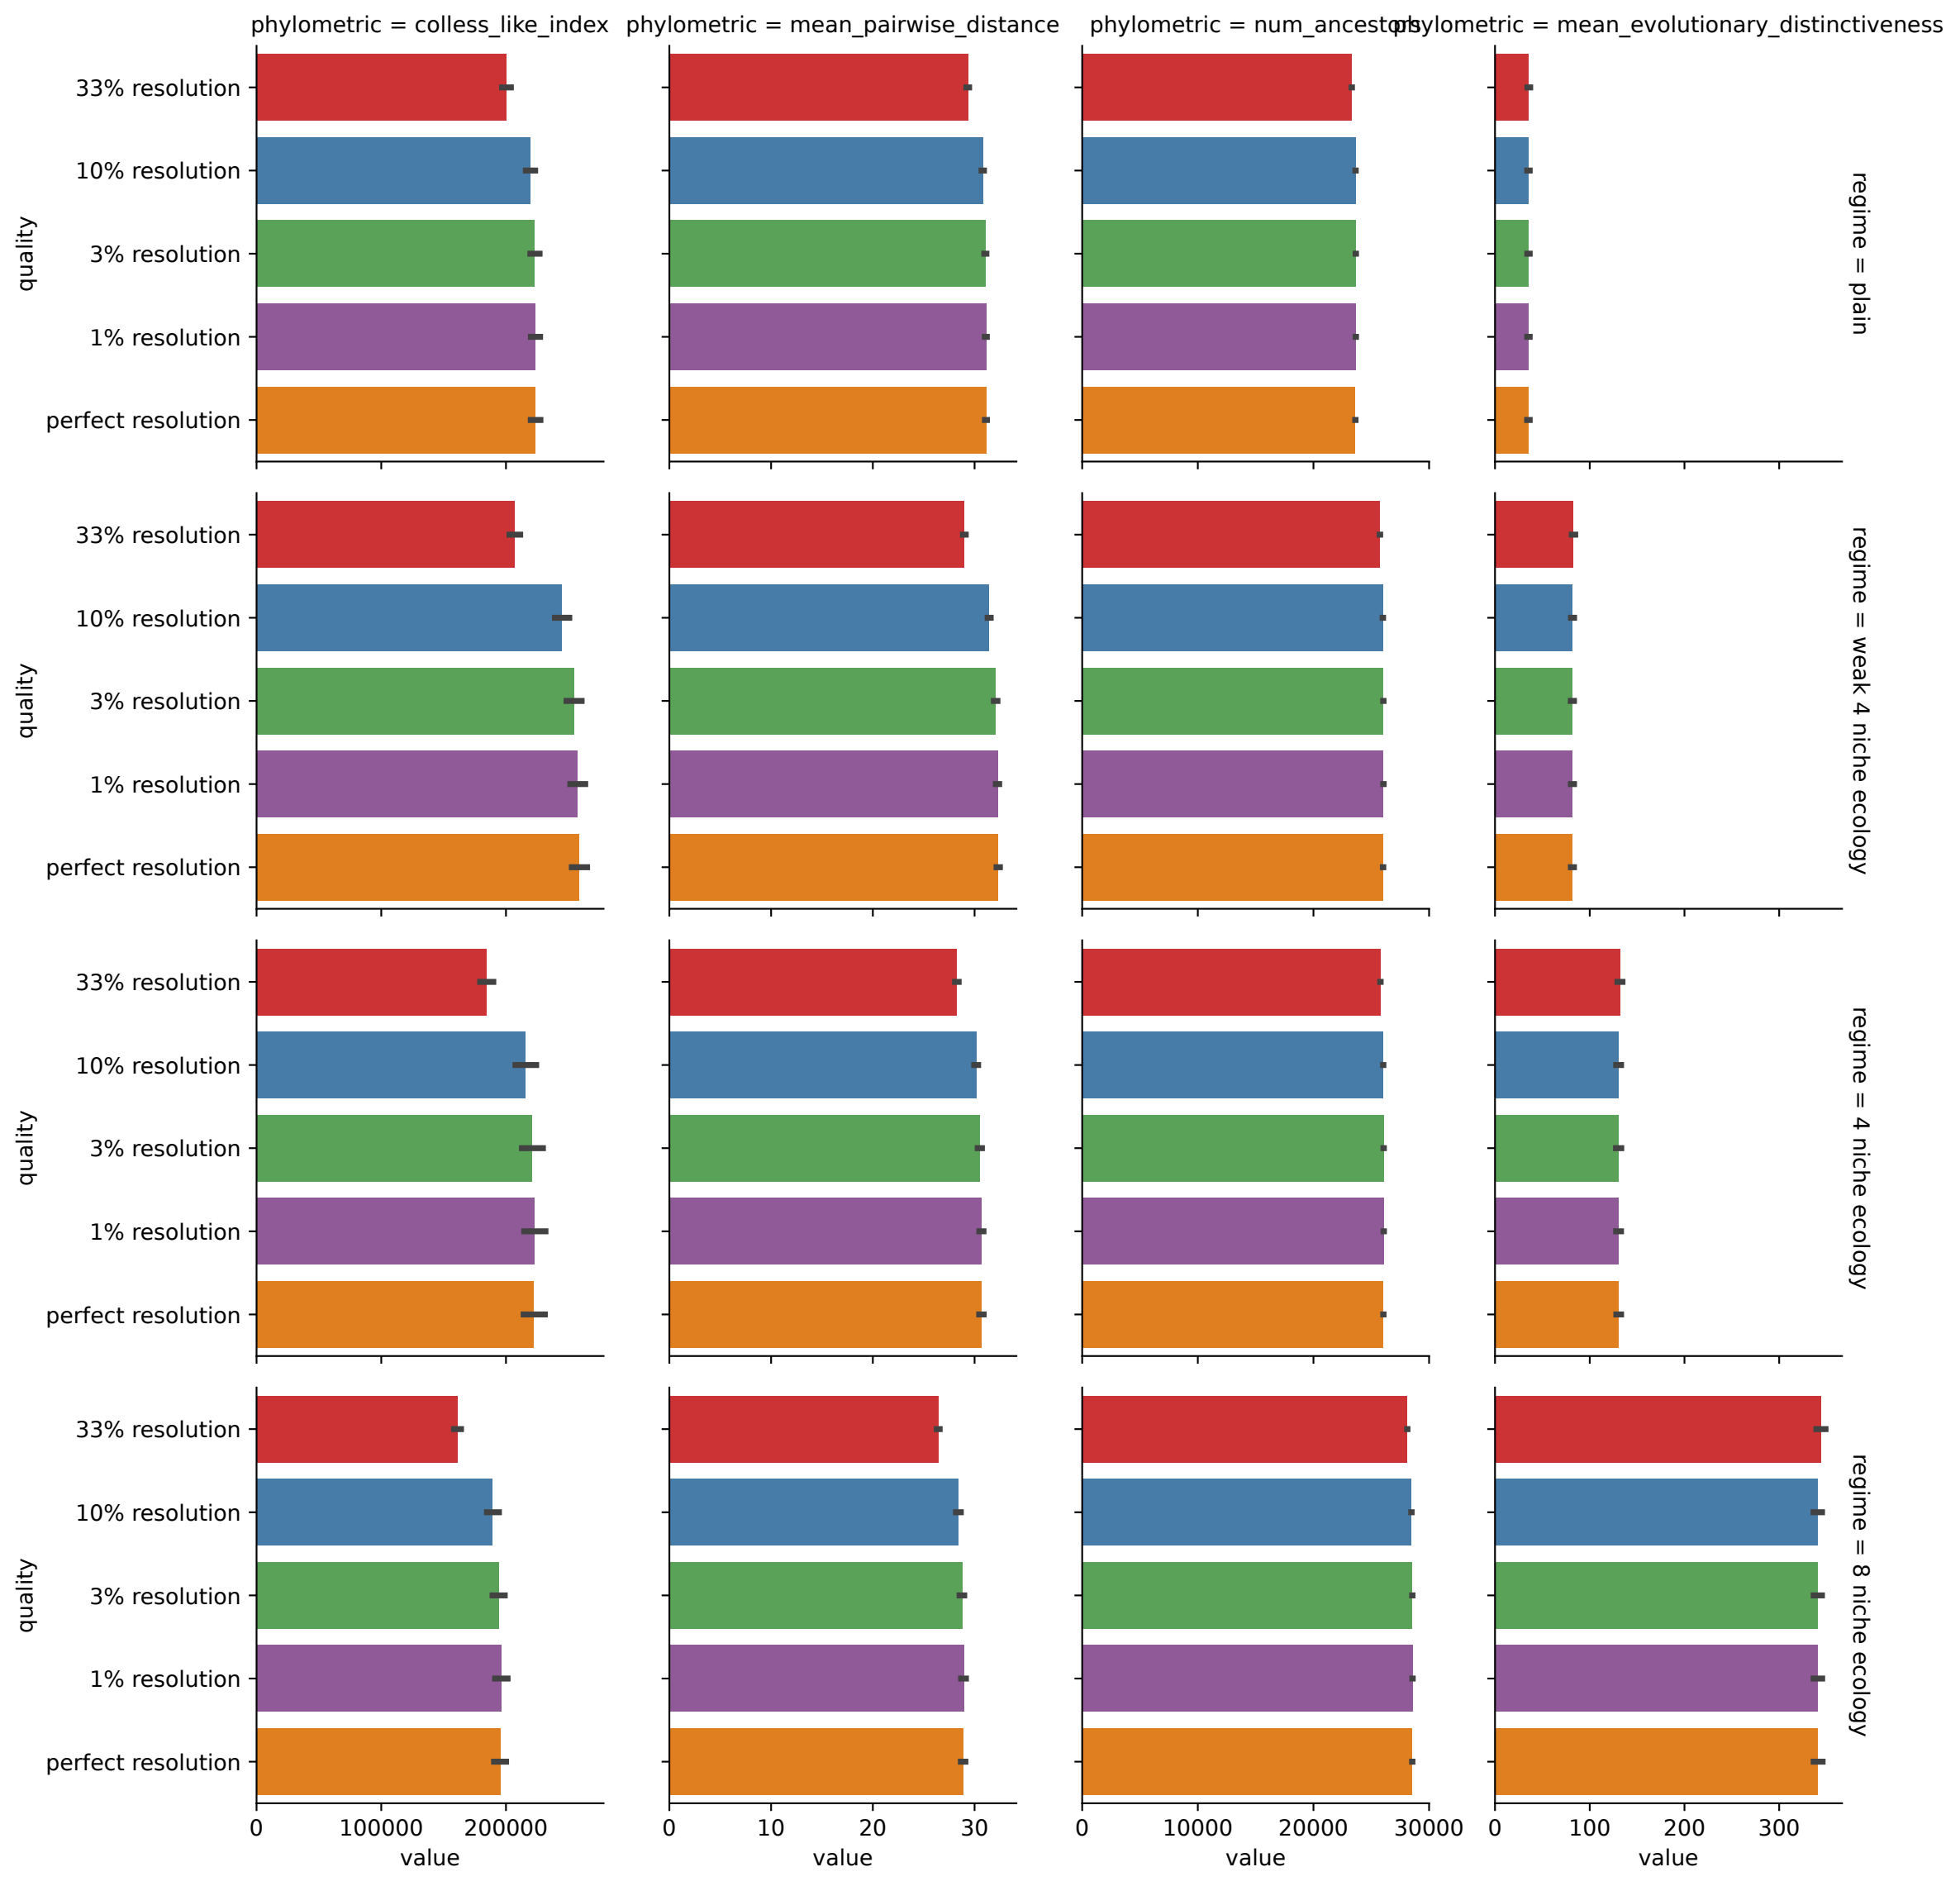 phylometric = colless_like_index
phylometric = mean_pairwise_distance
phylometric = num_ancestors
phylometric = mean_evolutionary_distinctiveness
quality
33% resolution
10% resolution
3% resolution
1% resolution
perfect resolution
regime = plain
quality
33% resolution
10% resolution
3% resolution
1% resolution
perfect resolution
regime = weak 4 niche ecology
quality
33% resolution
10% resolution
3% resolution
1% resolution
perfect resolution
regime = 4 niche ecology
quality
33% resolution
10% resolution
3% resolution
1% resolution
perfect resolution
regime = 8 niche ecology
0 100000 200000
0 10 20 30
0 10000 20000 30000
0 100 200 300
value
value
value
value